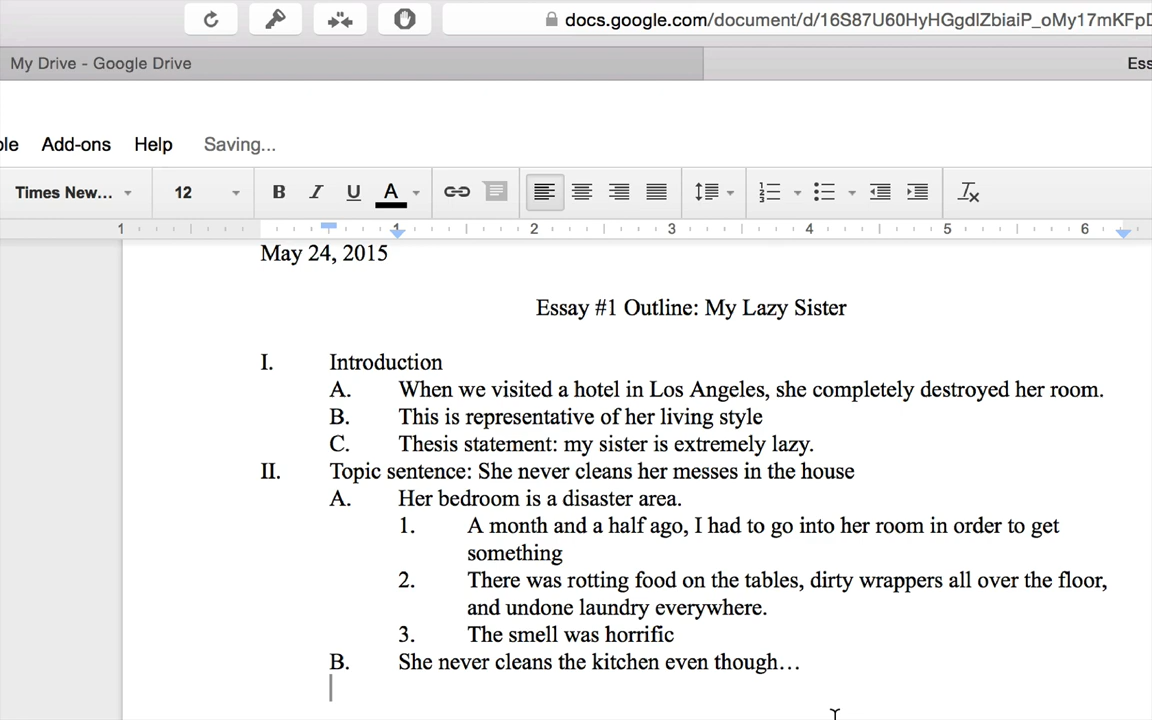 docs.google.com/document/d/16S87U60HyHGgdlZbiaiP_oMy17mKFpD
My Drive - Google Drive
Ess
ple Add-ons Help Saving...
Times New... 12 B I U A
1 1 2 3 4 5 6
May 24, 2015
Essay #1 Outline: My Lazy Sister
I. Introduction
A. When we visited a hotel in Los Angeles, she completely destroyed her room.
B. This is representative of her living style
C. Thesis statement: my sister is extremely lazy.
II. Topic sentence: She never cleans her messes in the house
A. Her bedroom is a disaster area.
1. A month and a half ago, I had to go into her room in order to get
something
2. There was rotting food on the tables, dirty wrappers all over the floor,
and undone laundry everywhere.
3. The smell was horrific
B. She never cleans the kitchen even though…